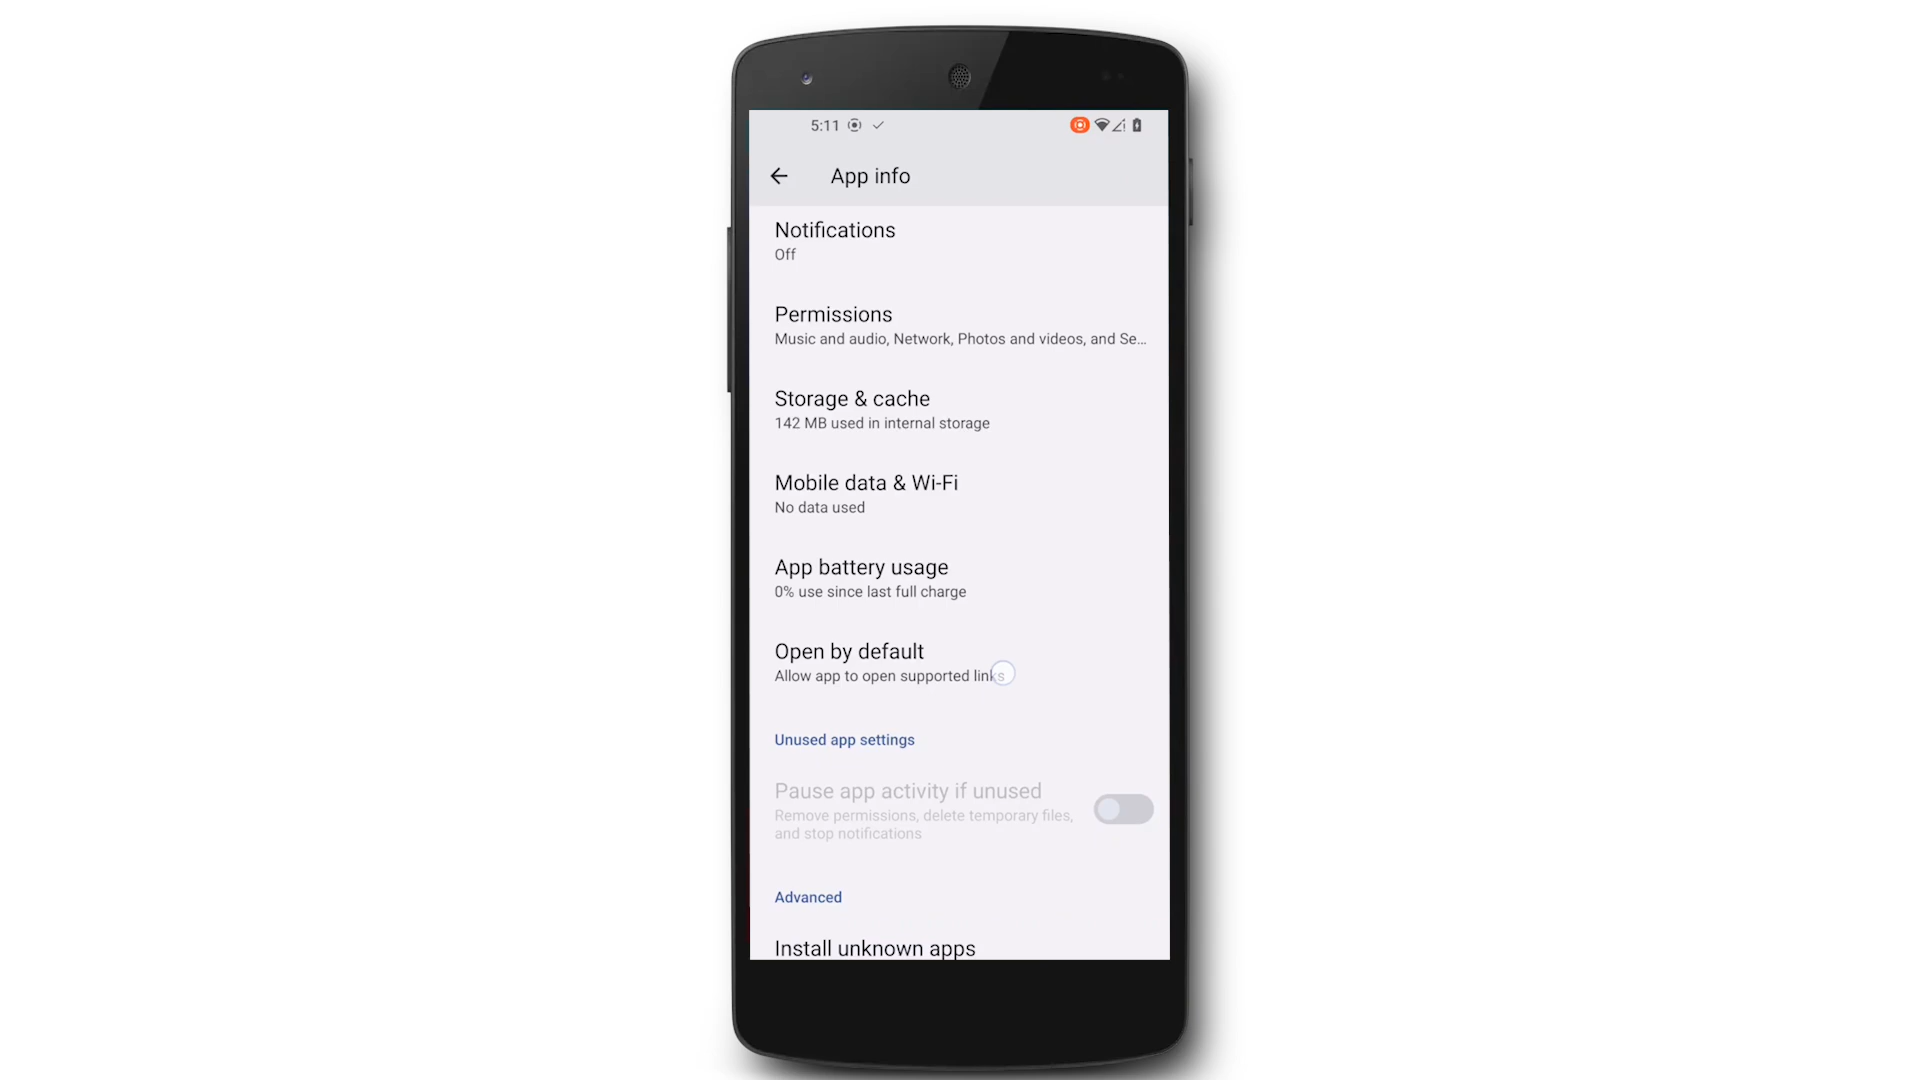 5:11
App info
Notifications
Off
Permissions
Music and audio, Network, Photos and videos, and Se...
Storage & cache
142 MB used in internal storage
Mobile data & Wi-Fi
No data used
App battery usage
0% use since last full charge
Open by default
Allow app to open supported links
Unused app settings
Pause app activity if unused
Remove permissions, delete temporary files,
and stop notifications
Advanced
Install unknown apps